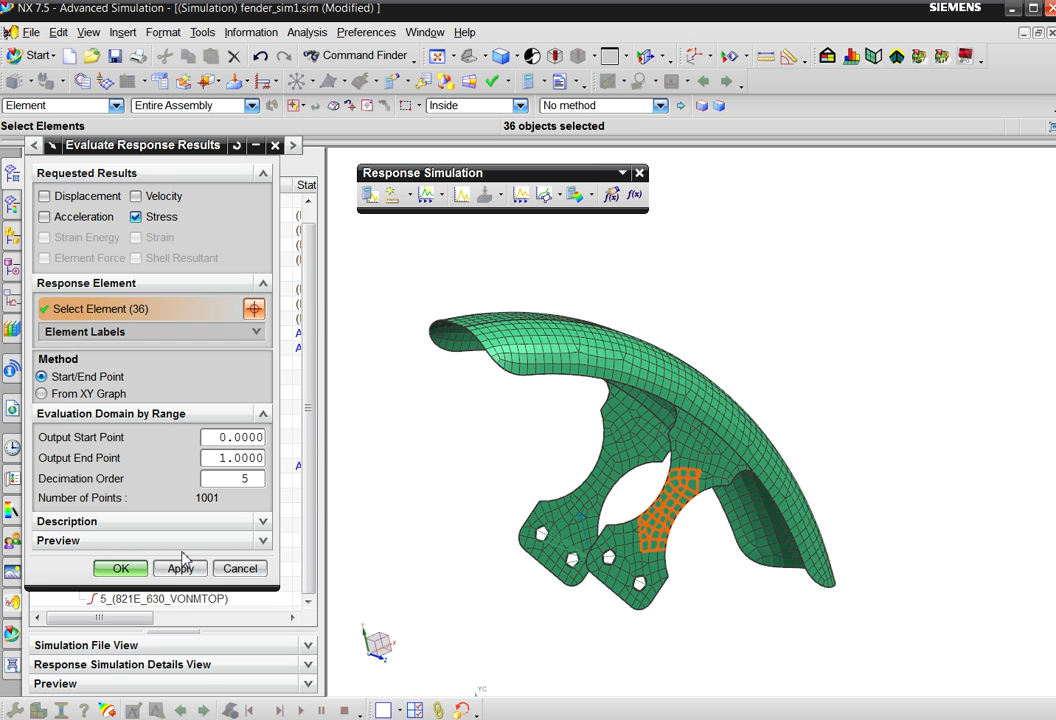 NX 7.5 - Advanced Simulation - [(Simulation) fender_sim1.sim (Modified) ]
SIEMENS
File Edit View Insert Format Tools Information Analysis Preferences Window Help
Start
Command Finder
Element
Entire Assembly
Inside
No method
Select Elements
36 objects selected
Evaluate Response Results
Stat
Requested Results
Displacement Velocity
Acceleration Stress
Strain Energy Strain
Element Force Shell Resultant
Response Element
Select Element (36)
Element Labels
Method
Start/End Point
From XY Graph
Evaluation Domain by Range
Output Start Point 0.0000
Output End Point 1.0000
Decimation Order 5
Number of Points : 1001
Description
Preview
OK Apply Cancel
5_(821E_630_VONMTOP)
Simulation File View
Response Simulation Details View
Preview
Response Simulation
f(x)
Y
X
Z
YC